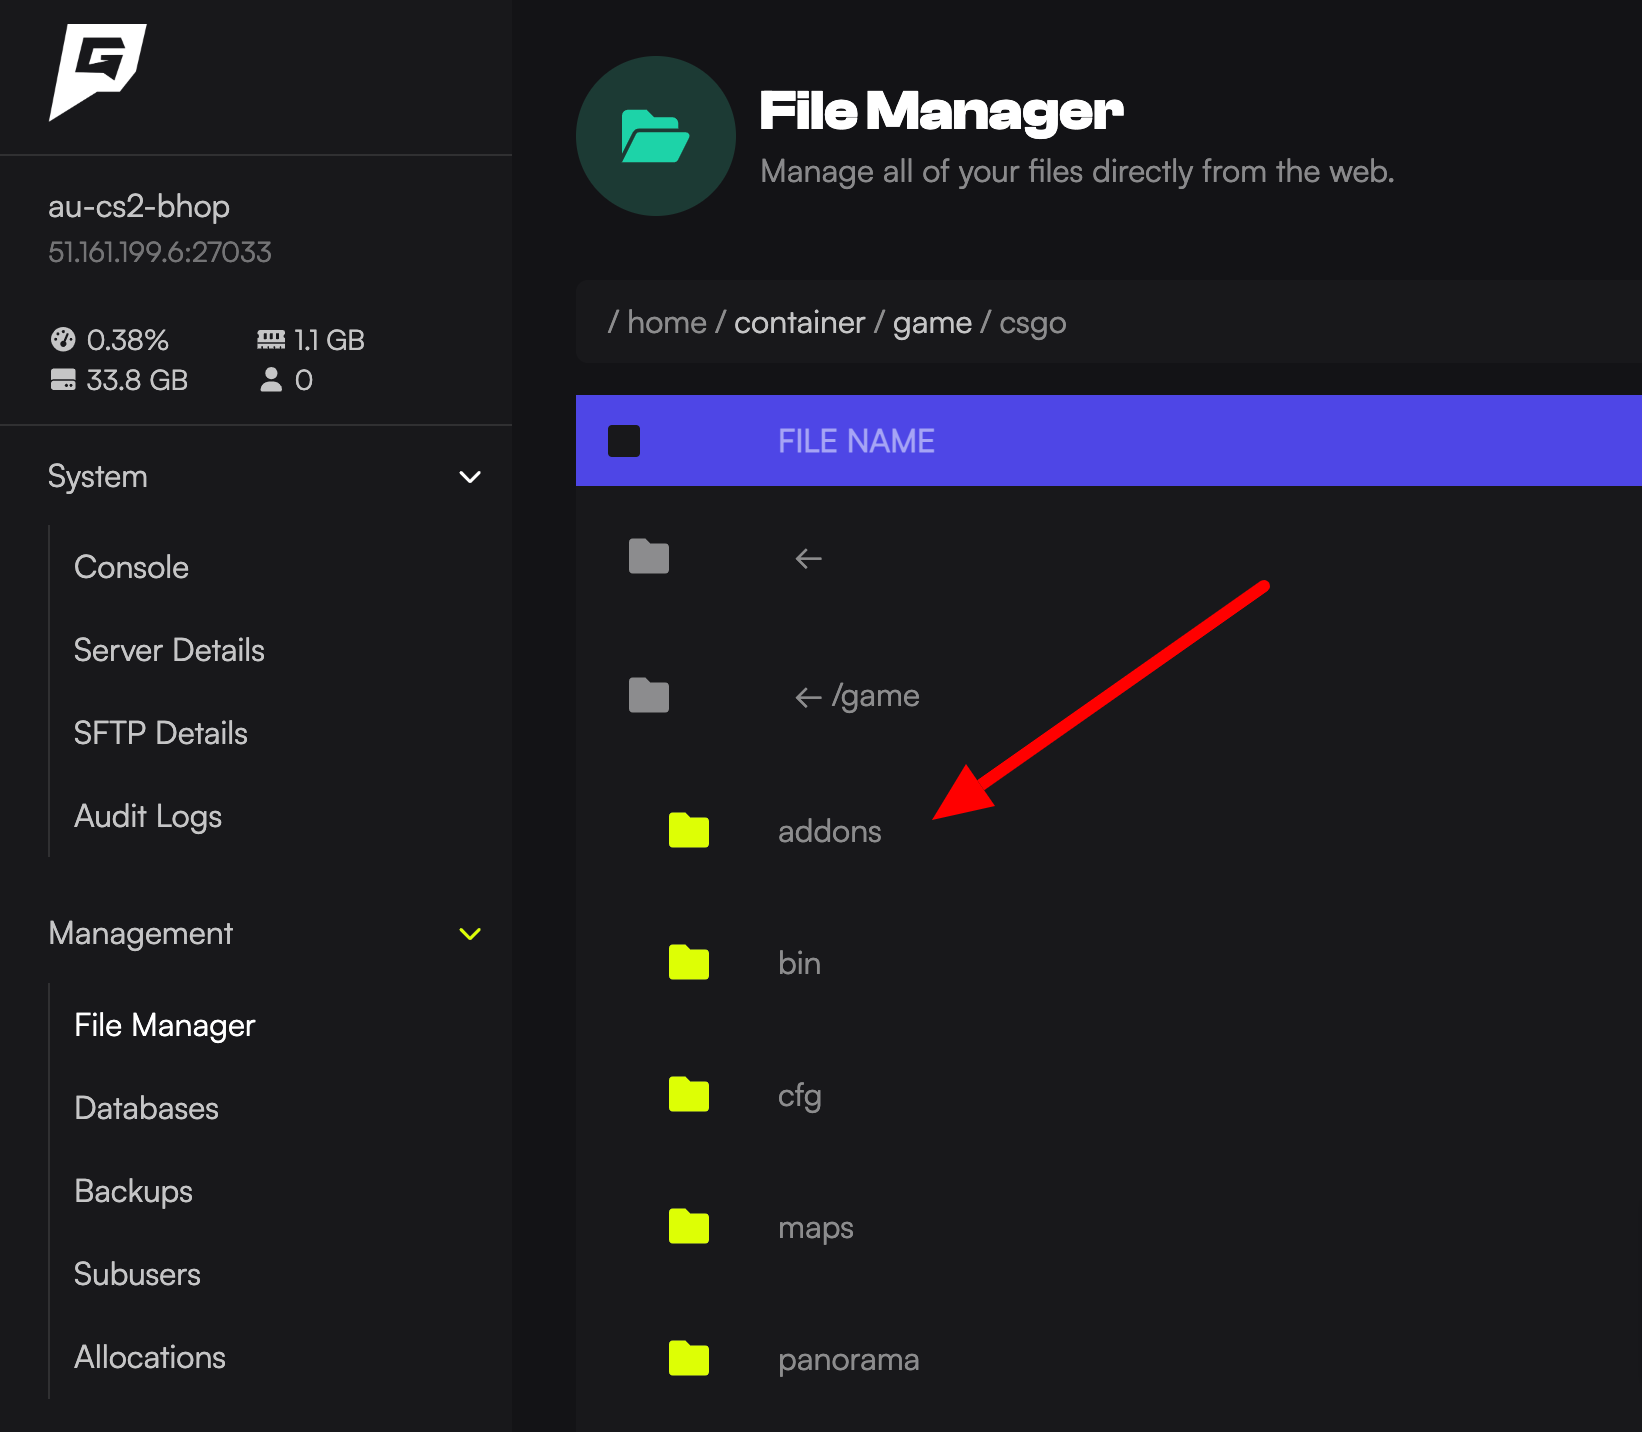 au-cs2-bhop
51.161.199.6:27033
0.38%
1.1 GB
33.8 GB
0
System
Console
Server Details
SFTP Details
Audit Logs
Management
File Manager
Databases
Backups
Subusers
Allocations
File Manager
Manage all of your files directly from the web.
/ home / container / game / csgo
FILE NAME
←
← /game
addons
bin
cfg
maps
panorama